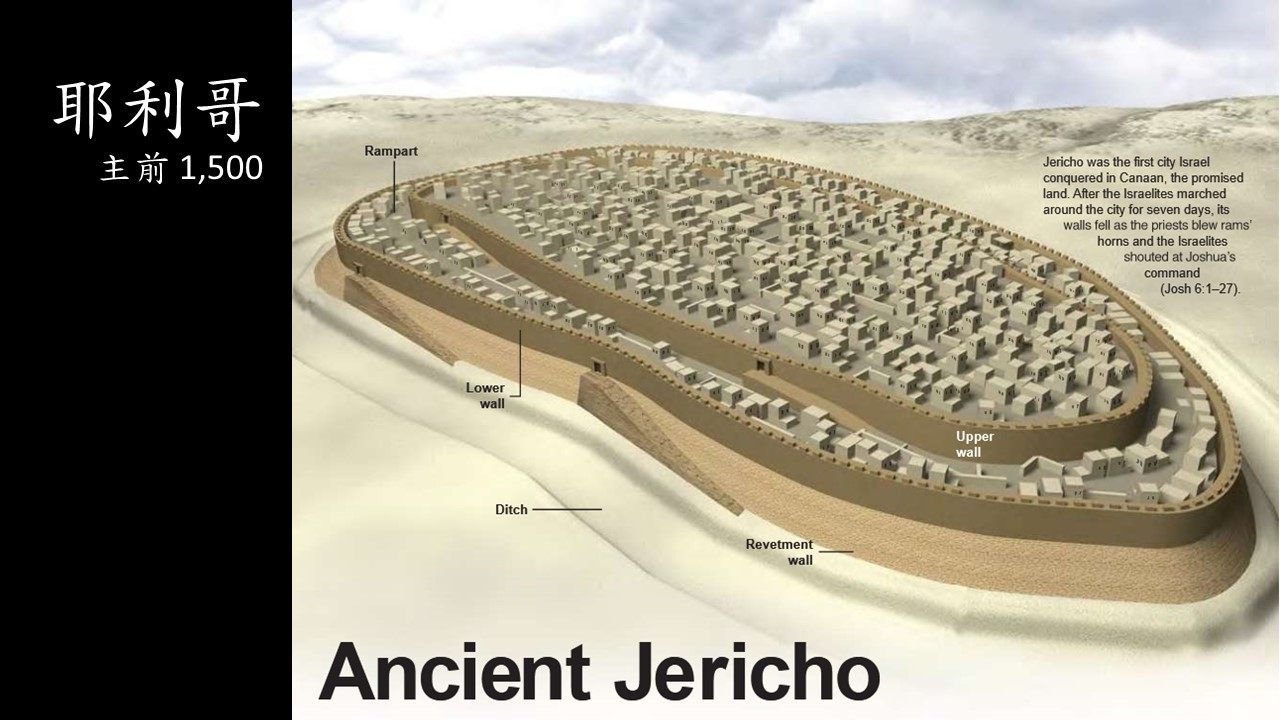 耶利哥
主前 1,500
Rampart
Jericho was the first city Israel
conquered in Canaan, the promised
land. After the Israelites marched
around the city for seven days, its
walls fell as the priests blew rams’
horns and the Israelites
shouted at Joshua’s
command
(Josh 6:1–27).
Lower
wall
Upper
wall
Ditch
Revetment
wall
Ancient Jericho